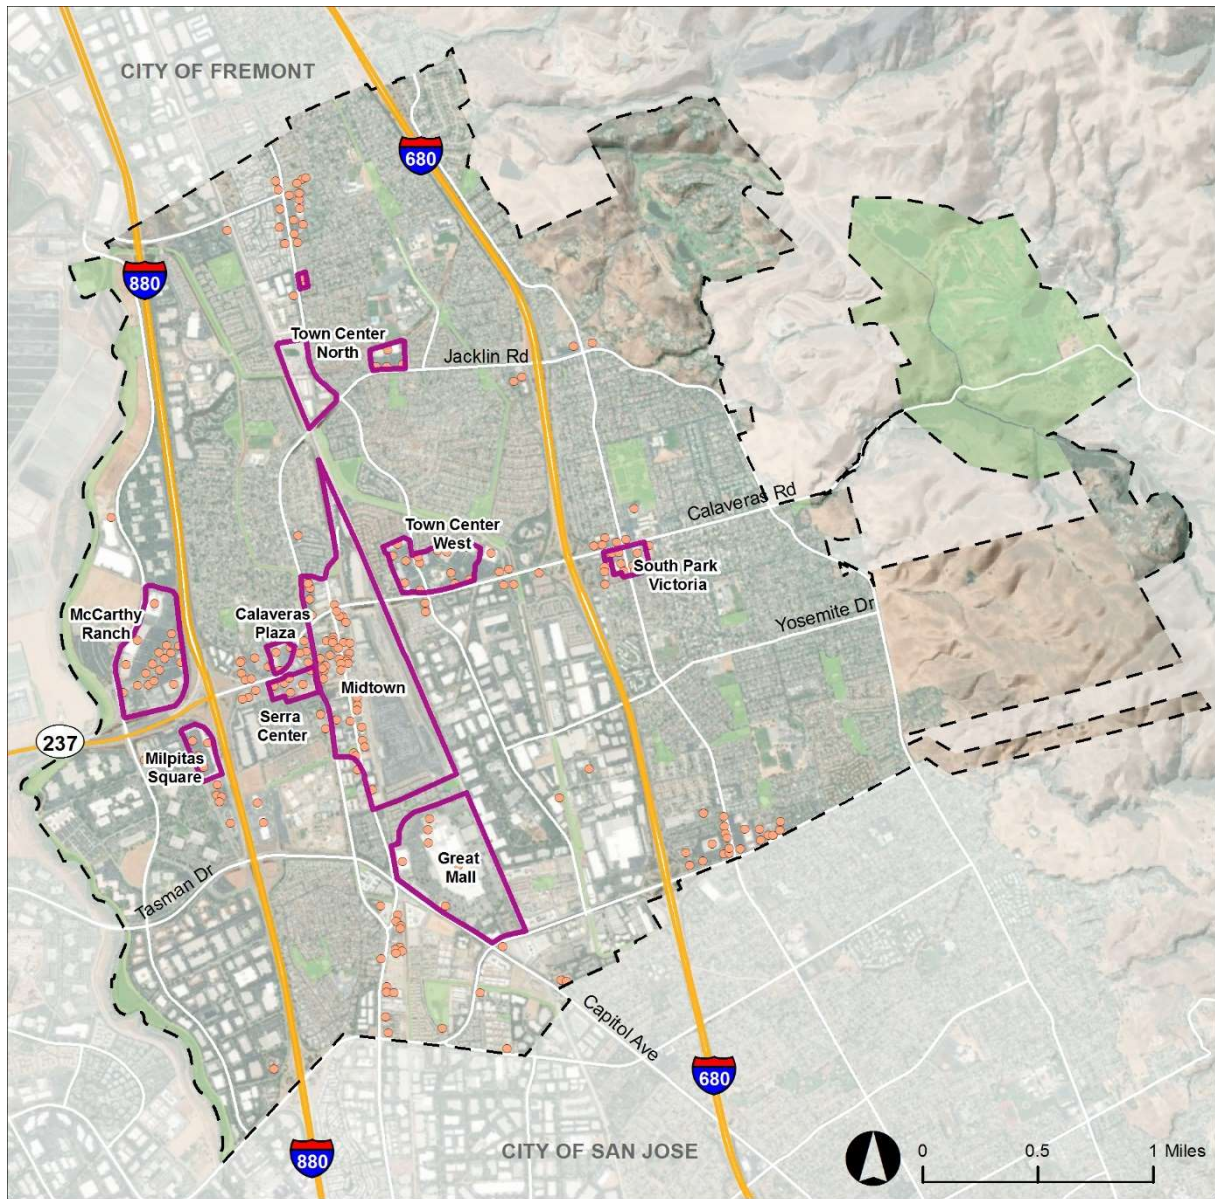 CITY OF FREMONT
680
880
Town Center
North
Jacklin Rd
Calaveras Rd
Town Center
West
South Park
Victoria
McCarthy
Ranch
Calaveras
Plaza
Yosemite Dr
Midtown
Serra
Center
237
Milpitas
Square
Great
Mall
Tasman Dr
Capitol Ave
680
CITY OF SAN JOSE
880
0
0.5
1 Miles